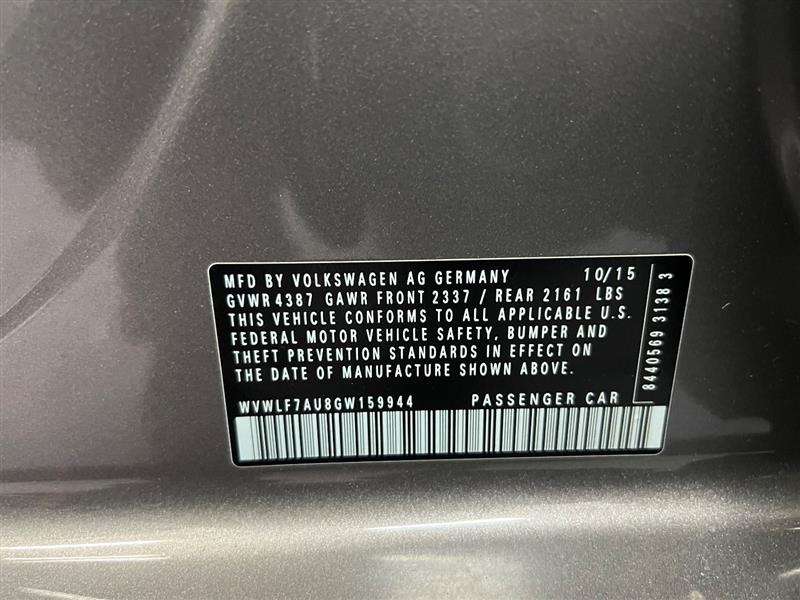 MFD BY VOLKSWAGEN AG GERMANY 10/15
GVWR 4387 GAWR FRONT 2337 / REAR 2161 LBS
THIS VEHICLE CONFORMS TO ALL APPLICABLE U.S.
FEDERAL MOTOR VEHICLE SAFETY, BUMPER AND
THEFT PREVENTION STANDARDS IN EFFECT ON
THE DATE OF MANUFACTURE SHOWN ABOVE.
WVWLF7AU8GW159944 PASSENGER CAR
8440569 3138 3